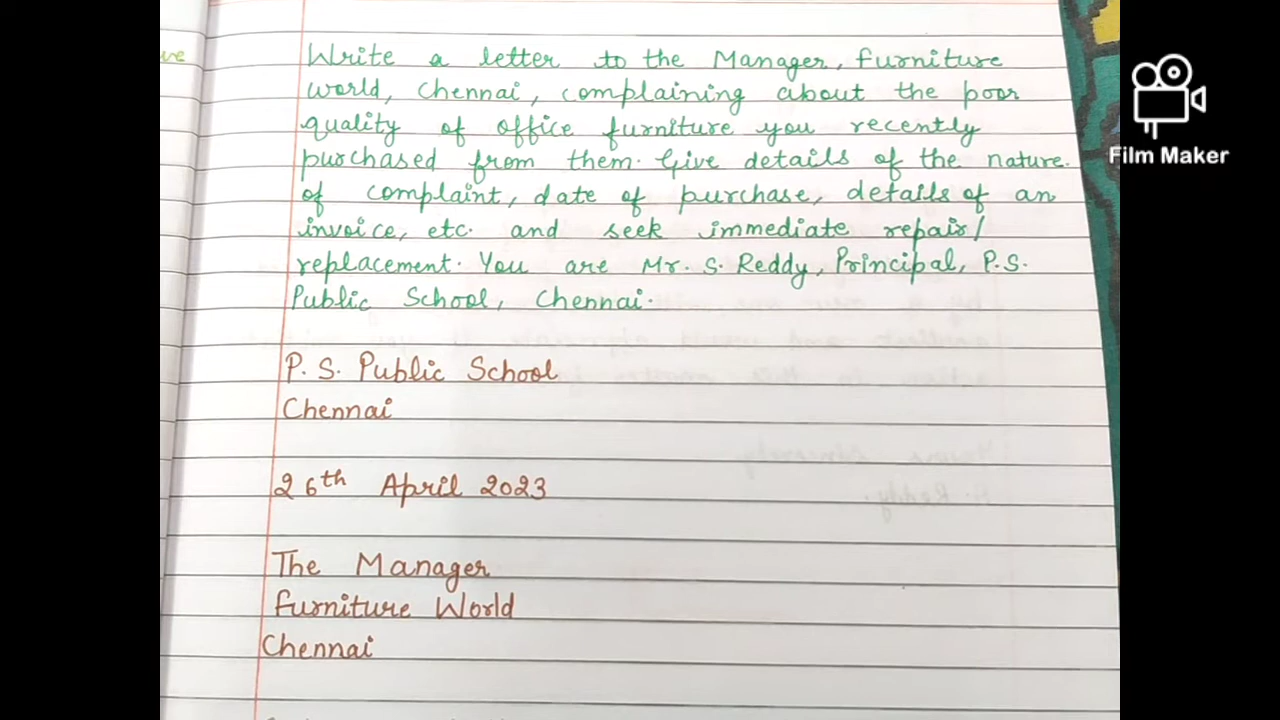 Write a letter to the Manager, furniture
world, Chennai, complaining about the poor
quality of office furniture you recently
purchased from them. Give details of the nature
of complaint, date of purchase, details of an
invoice, etc. and seek immediate repair/
replacement. You are Mr. S. Reddy, Principal, P.S.
Public School, Chennai.
P. S. Public School
Chennai
26th April 2023
The Manager
Furniture World
Chennai
Film Maker